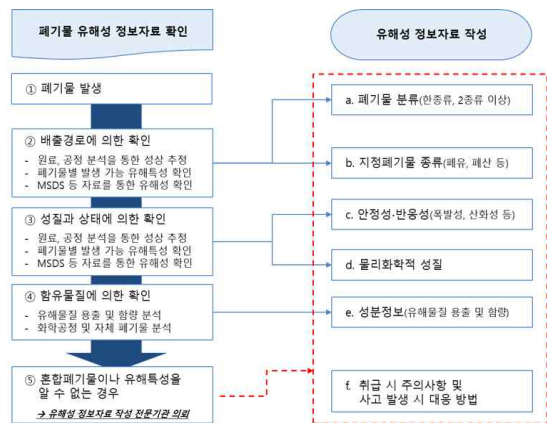 폐기물 유해성 정보자료 확인
① 폐기물 발생
② 배출경로에 의한 확인
- 원료, 공정 분석을 통한 성상 추정
- 폐기물별 발생 가능 유해특성 확인
- MSDS 등 자료를 통한 유해성 확인
③ 성질과 상태에 의한 확인
- 원료, 공정 분석을 통한 성상 추정
- 폐기물별 발생 가능 유해특성 확인
- MSDS 등 자료를 통한 유해성 확인
④ 함유물질에 의한 확인
- 유해물질 용출 및 함량 분석
- 화학공정 및 자체 폐기물 분석
⑤ 혼합폐기물이나 유해특성을
알 수 없는 경우
→ 유해성 정보자료 작성 전문기관 의뢰
유해성 정보자료 작성
a. 폐기물 분류(한종류, 2종류 이상)
b. 지정폐기물 종류(폐유, 폐산 등)
c. 안정성·반응성(폭발성, 산화성 등)
d. 물리화학적 성질
e. 성분정보(유해물질 용출 및 함량)
f. 취급 시 주의사항 및
사고 발생 시 대응 방법